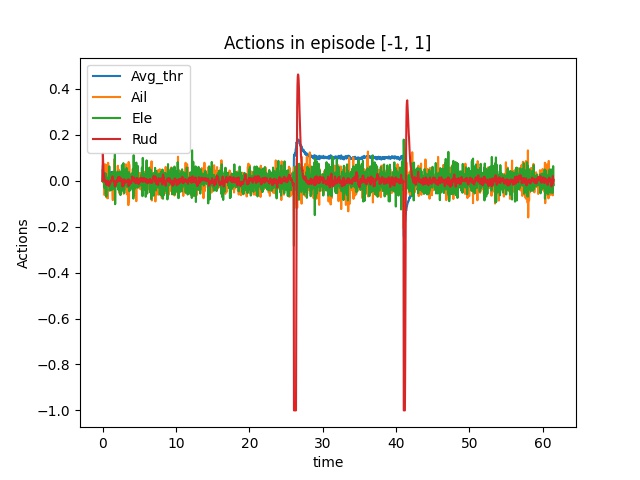 Actions in episode [-1, 1]
Avg_thr
Ail
Ele
Rud
Actions
0.4
0.2
0.0
−0.2
−0.4
−0.6
−0.8
−1.0
0 10 20 30 40 50 60
time